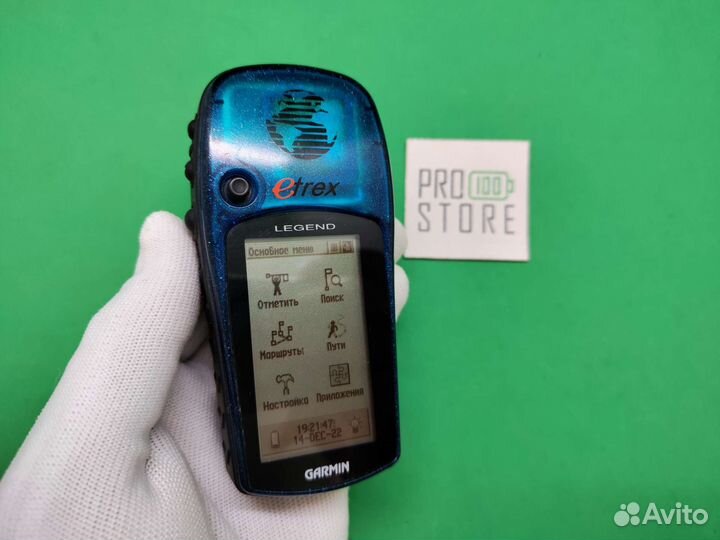 etrex
LEGEND
Основное меню
Отметить
Поиск
Маршруты
Пути
Настройка
Приложения
19:21:47
14-DEC-22
GARMIN
PRO 100
STORE
Avito